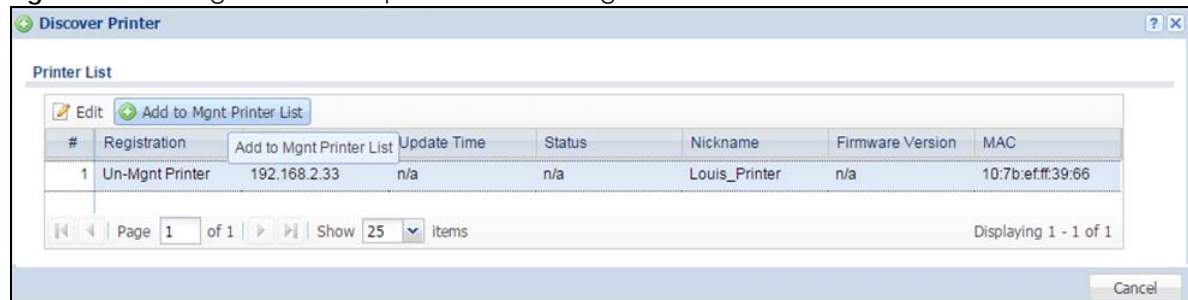 Discover Printer
Printer List
Edit Add to Mgnt Printer List
# Registration Update Time Status Nickname Firmware Version MAC
Add to Mgnt Printer List
1 Un-Mgnt Printer 192.168.2.33 n/a n/a Louis_Printer n/a 10:7b:ef:ff:39:66
Page 1 of 1 Show 25 items Displaying 1 - 1 of 1
Cancel